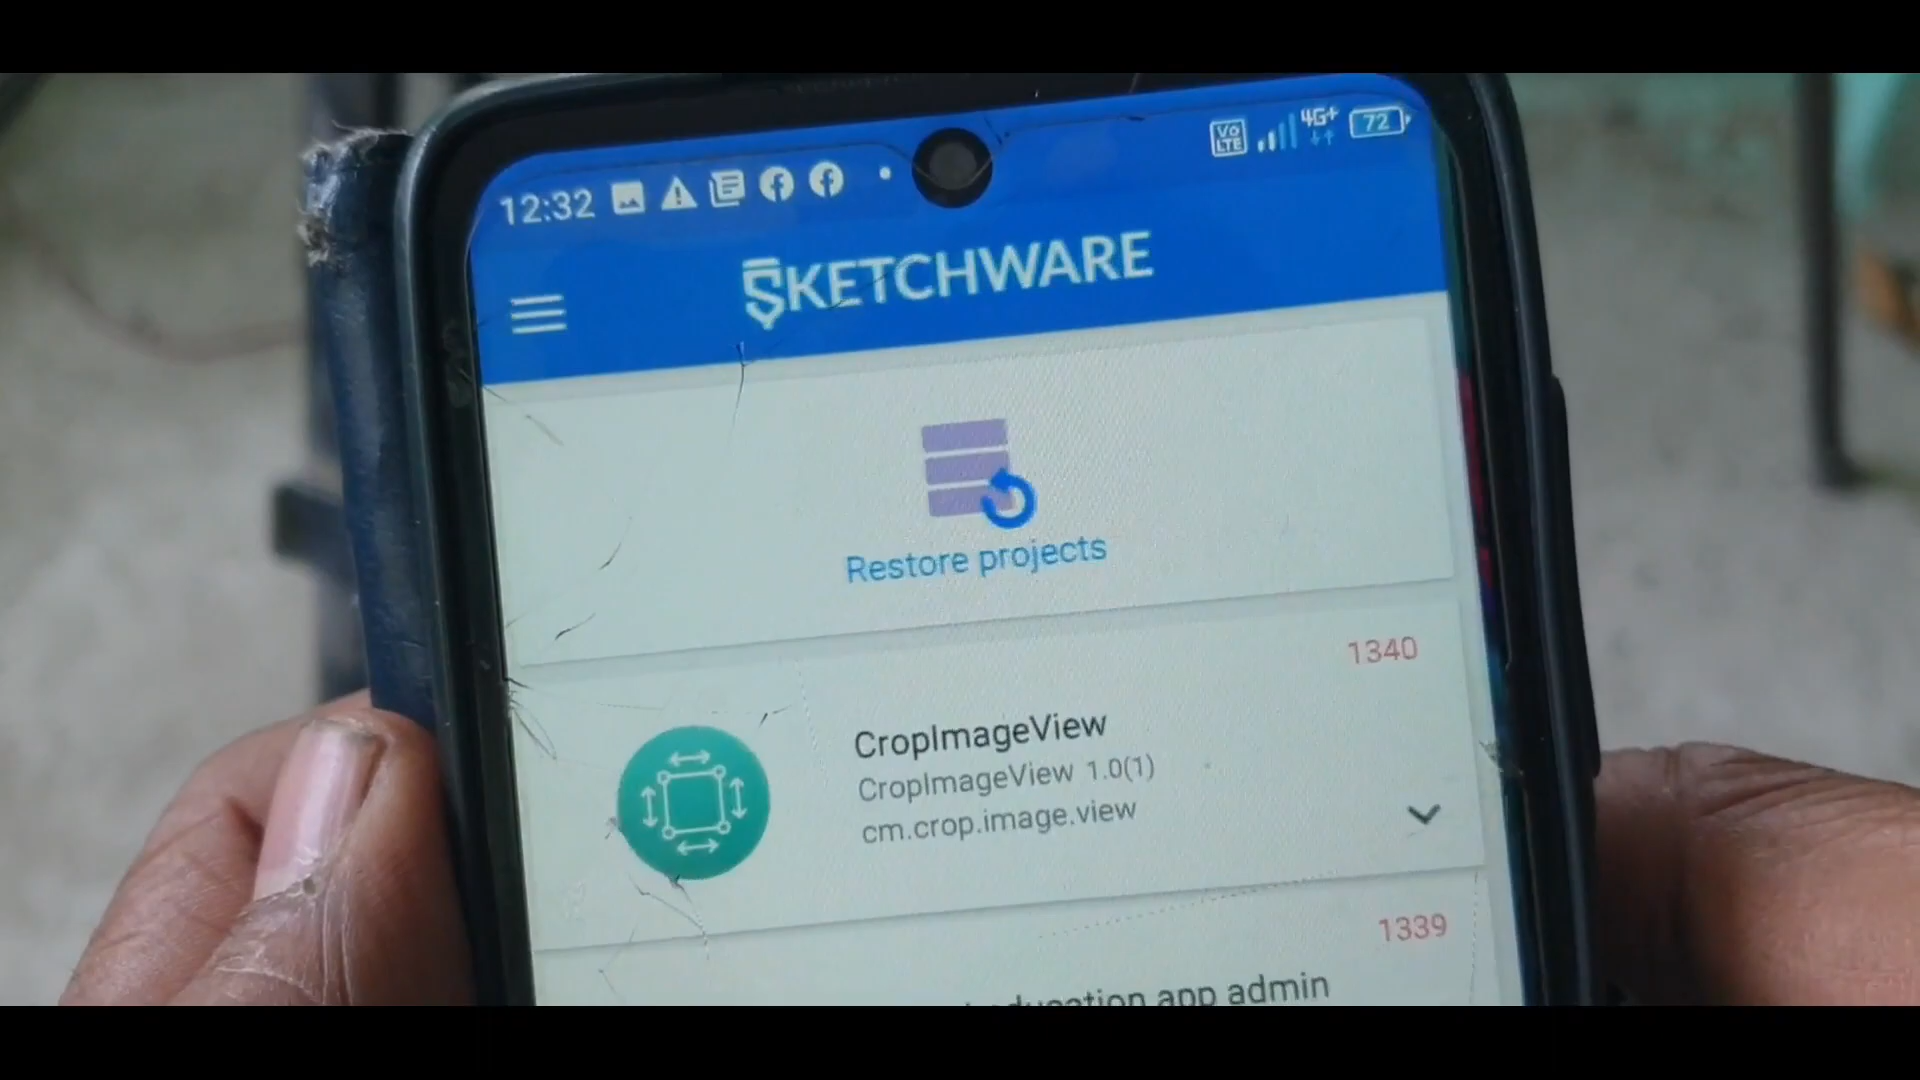 12:32
Vo LTE 4G+ 72
SKETCHWARE
Restore projects
1340
CropImageView
CropImageView 1.0(1)
cm.crop.image.view
1339
education app admin